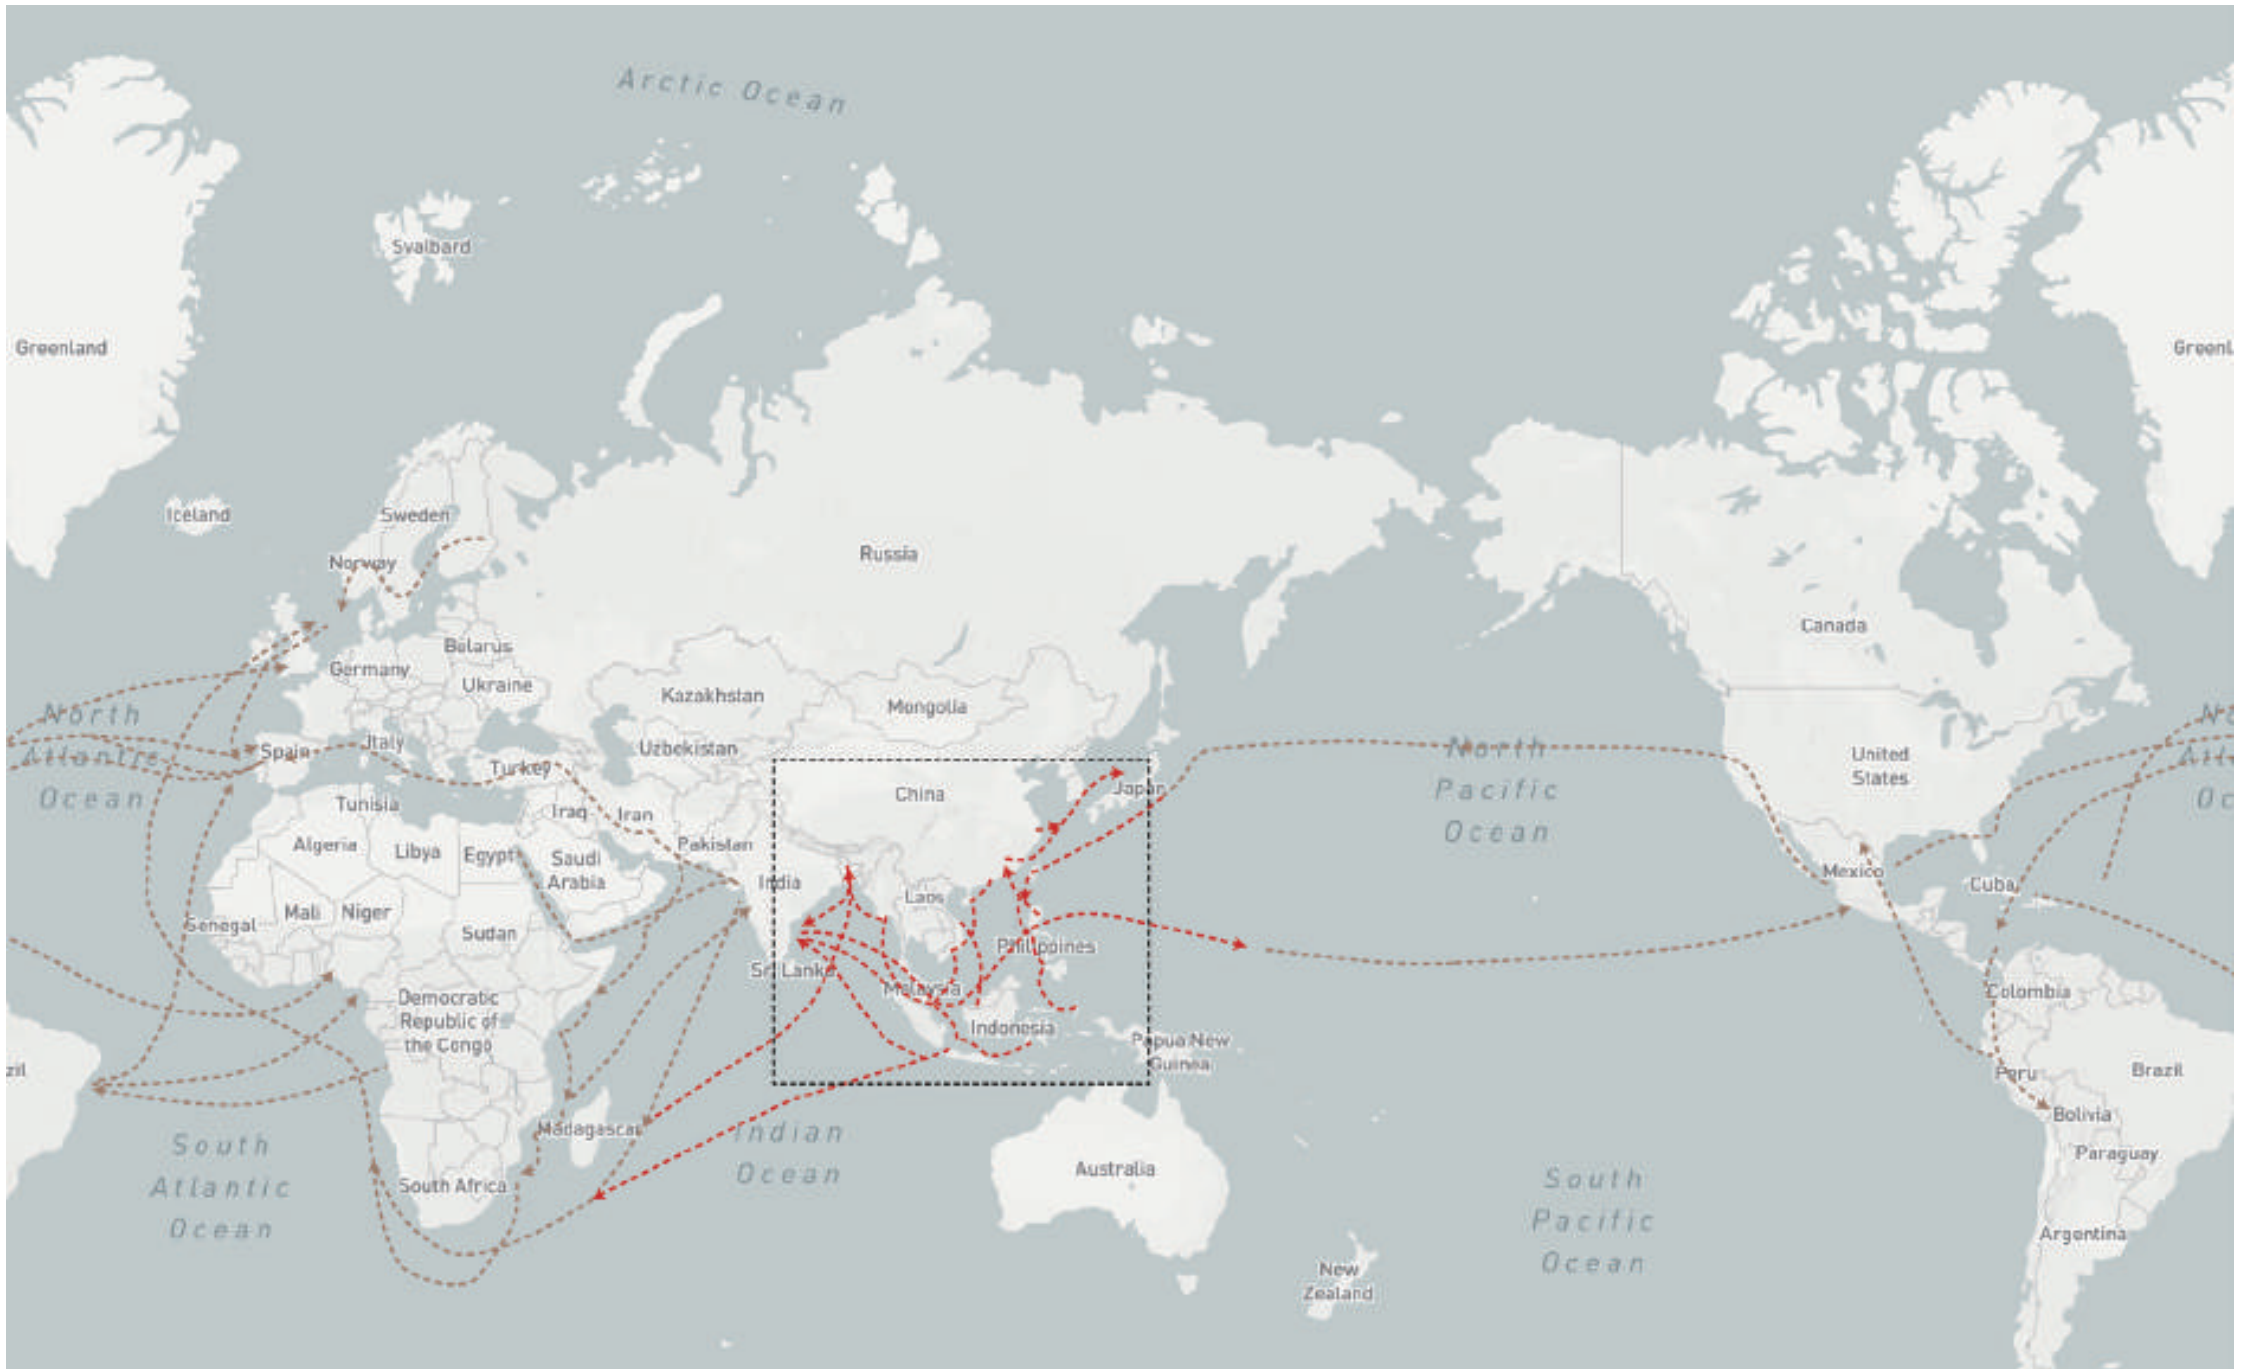 Arctic Ocean
Svalbard
Greenland
Greenl
Iceland
Sweden
Norway
Russia
Canada
Belarus
Germany
Ukraine
Kazakhstan
Mongolia
North
Atlantic
Ocean
Spain
Italy
Uzbekistan
Turkey
China
Japan
North
Pacific
Ocean
United
States
Tunisia
Iraq
Iran
Algeria
Libya
Egypt
Saudi
Arabia
Pakistan
India
Laos
Mexico
Cuba
Mali
Niger
Senegal
Sudan
Philippines
Sri Lanka
Malaysia
Indonesia
Colombia
Democratic
Republic of
the Congo
Papua New
Guinea
Peru
Brazil
zil
Bolivia
Madagascar
Indian
Ocean
South
Atlantic
Ocean
South Africa
Australia
Paraguay
South
Pacific
Ocean
Argentina
New
Zealand